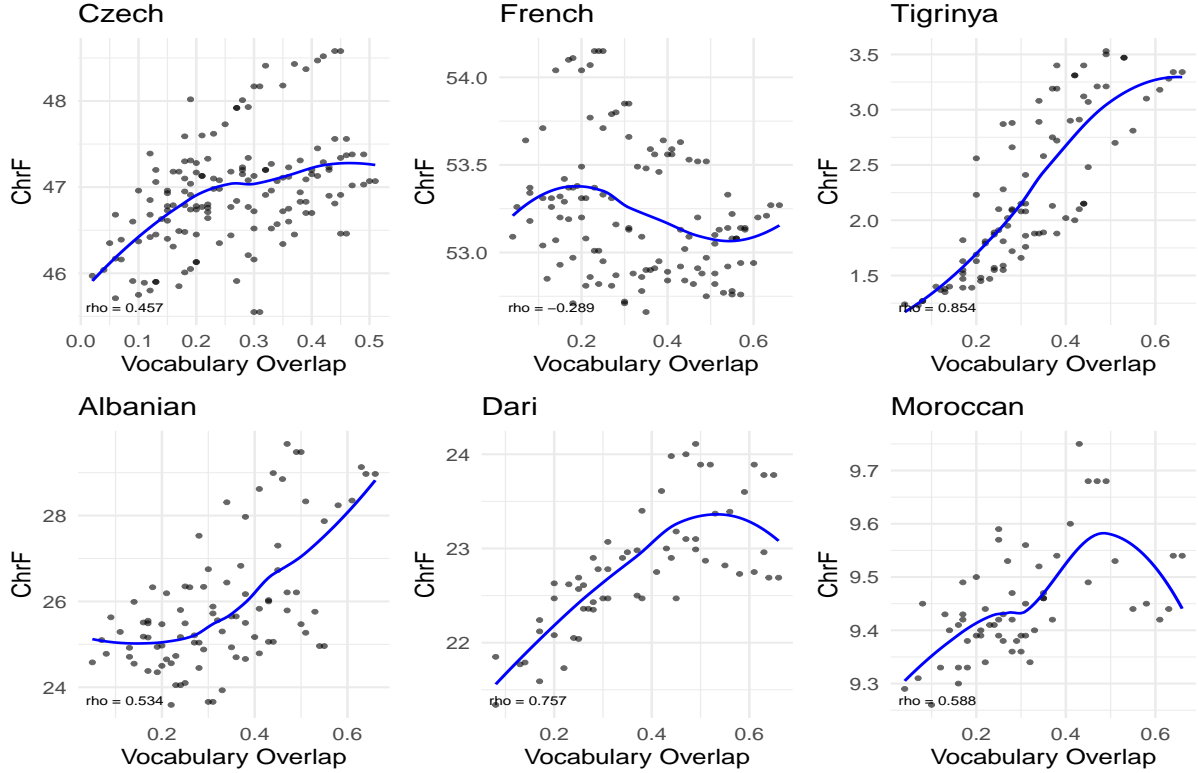 Czech
ChrF
48
47
46
rho = 0.457
0.0 0.1 0.2 0.3 0.4 0.5
Vocabulary Overlap
French
ChrF
54.0
53.5
53.0
rho = −0.289
0.2 0.4 0.6
Vocabulary Overlap
Tigrinya
ChrF
3.5
3.0
2.5
2.0
1.5
rho = 0.854
0.2 0.4 0.6
Vocabulary Overlap
Albanian
ChrF
28
26
24
rho = 0.534
0.2 0.4 0.6
Vocabulary Overlap
Dari
ChrF
24
23
22
rho = 0.757
0.2 0.4 0.6
Vocabulary Overlap
Moroccan
ChrF
9.7
9.6
9.5
9.4
9.3
rho = 0.588
0.2 0.4 0.6
Vocabulary Overlap